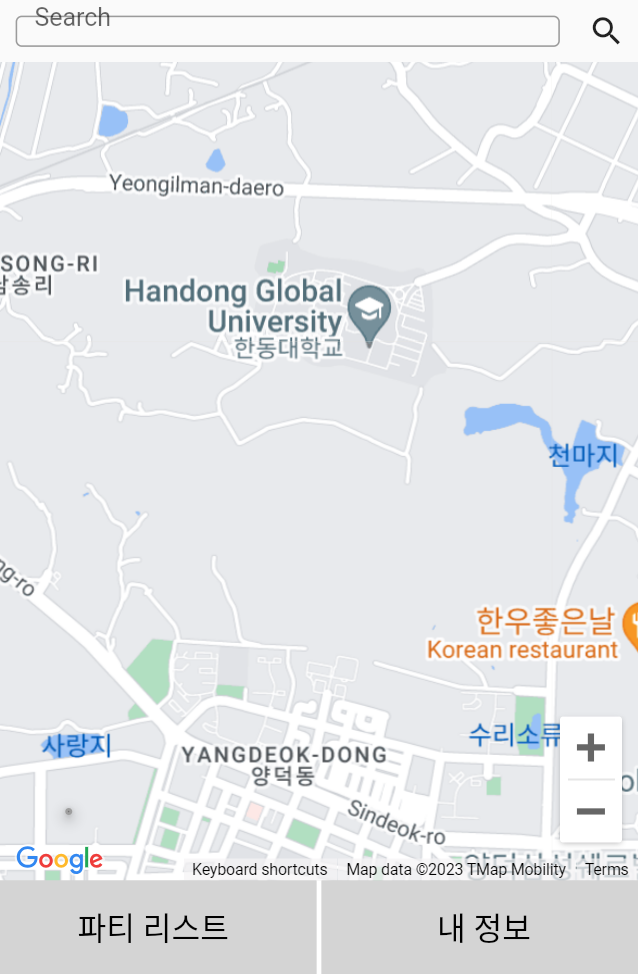 Search
Yeongilman-daero
SONG-RI
남송리
Handong Global
University
한동대학교
천마지
한우좋은날
Korean restaurant
수리소류
사랑지
YANGDEOK-DONG
양덕동
Sindeok-ro
Google
Keyboard shortcuts
Map data ©2023 TMap Mobility
Terms
파티 리스트
내 정보